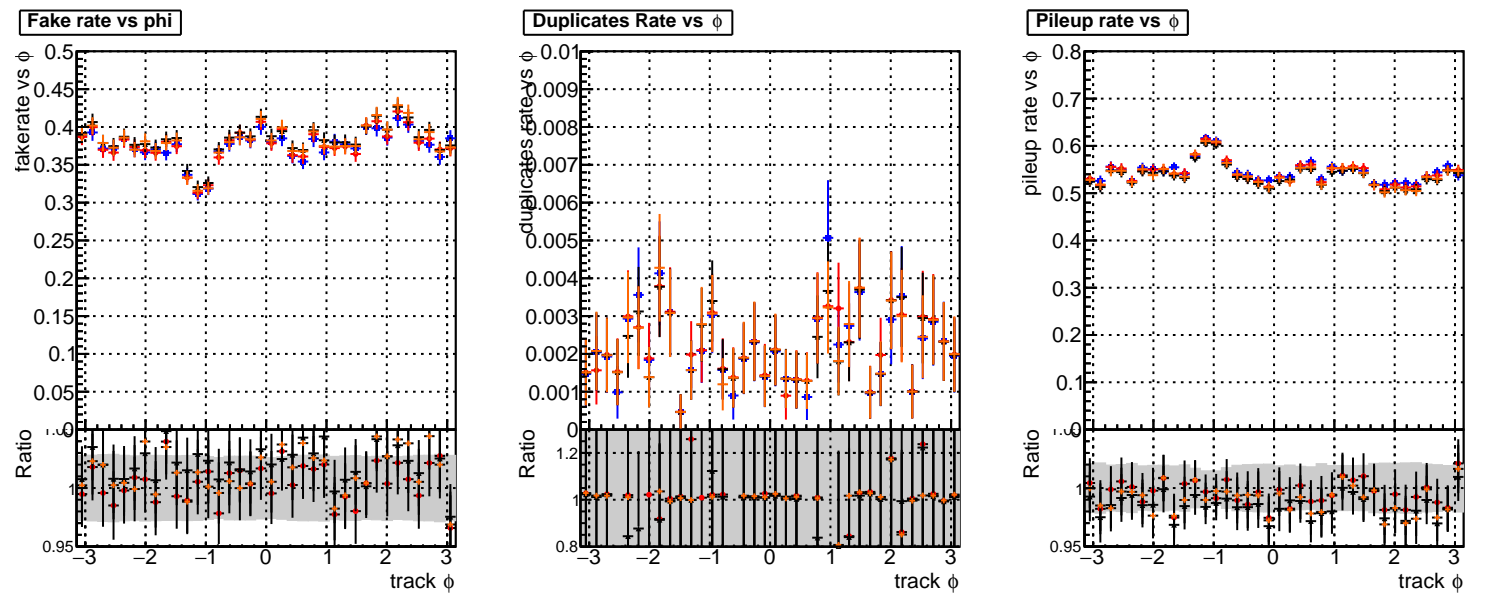 Fake rate vs phi
fakerate vs ϕ
0.5
0.45
0.4
0.35
0.3
0.25
0.2
0.15
0.1
0.05
0
Ratio
1
0.95
−3 −2 −1 0 1 2 3
track ϕ
Duplicates Rate vs ϕ
duplicates rate vs ϕ
0.01
0.009
0.008
0.007
0.006
0.005
0.004
0.003
0.002
0.001
0
Ratio
1.2
1
0.8
−3 −2 −1 0 1 2 3
track ϕ
Pileup rate vs ϕ
pileup rate vs ϕ
0.8
0.7
0.6
0.5
0.4
0.3
0.2
0.1
0
Ratio
1
0.95
−3 −2 −1 0 1 2 3
track ϕ